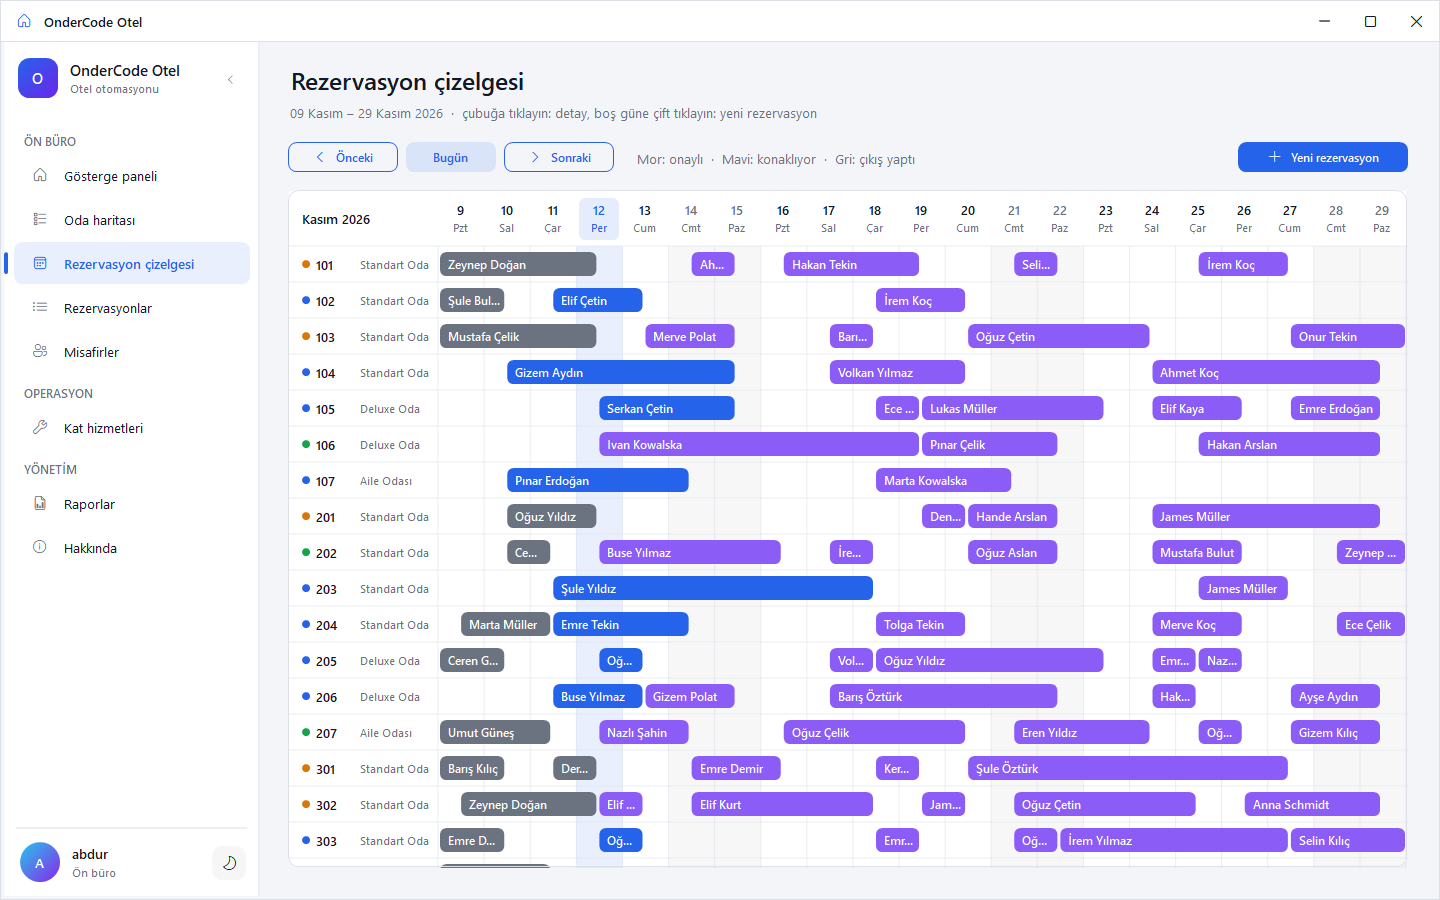 OnderCode Otel
O
OnderCode Otel
Otel otomasyonu
ÖN BÜRO
Gösterge paneli
Oda haritası
Rezervasyon çizelgesi
Rezervasyonlar
Misafirler
OPERASYON
Kat hizmetleri
YÖNETİM
Raporlar
Hakkında
A
abdur
Ön büro
Rezervasyon çizelgesi
09 Kasım – 29 Kasım 2026 · çubuğa tıklayın: detay, boş güne çift tıklayın: yeni rezervasyon
Önceki Bugün Sonraki Mor: onaylı · Mavi: konaklıyor · Gri: çıkış yaptı Yeni rezervasyon
Kasım 2026 9 10 11 12 13 14 15 16 17 18 19 20 21 22 23 24 25 26 27 28 29
Pzt Sal Çar Per Cum Cmt Paz Pzt Sal Çar Per Cum Cmt Paz Pzt Sal Çar Per Cum Cmt Paz
101 Standart Oda Zeynep Doğan Ah... Hakan Tekin Seli... İrem Koç
102 Standart Oda Şule Bul... Elif Çetin İrem Koç
103 Standart Oda Mustafa Çelik Merve Polat Barı... Oğuz Çetin Onur Tekin
104 Standart Oda Gizem Aydın Volkan Yılmaz Ahmet Koç
105 Deluxe Oda Serkan Çetin Ece ... Lukas Müller Elif Kaya Emre Erdoğan
106 Deluxe Oda Ivan Kowalska Pınar Çelik Hakan Arslan
107 Aile Odası Pınar Erdoğan Marta Kowalska
201 Standart Oda Oğuz Yıldız Den... Hande Arslan James Müller
202 Standart Oda Ce... Buse Yılmaz İre... Oğuz Aslan Mustafa Bulut Zeynep ...
203 Standart Oda Şule Yıldız James Müller
204 Standart Oda Marta Müller Emre Tekin Tolga Tekin Merve Koç Ece Çelik
205 Deluxe Oda Ceren G... Oğ... Vol... Oğuz Yıldız Emr... Naz...
206 Deluxe Oda Buse Yılmaz Gizem Polat Barış Öztürk Hak... Ayşe Aydın
207 Aile Odası Umut Güneş Nazlı Şahin Oğuz Çelik Eren Yıldız Oğ... Gizem Kılıç
301 Standart Oda Barış Kılıç Der... Emre Demir Ker... Şule Öztürk
302 Standart Oda Zeynep Doğan Elif ... Elif Kurt Jam... Oğuz Çetin Anna Schmidt
303 Standart Oda Emre D... Oğ... Emr... Oğ... İrem Yılmaz Selin Kılıç